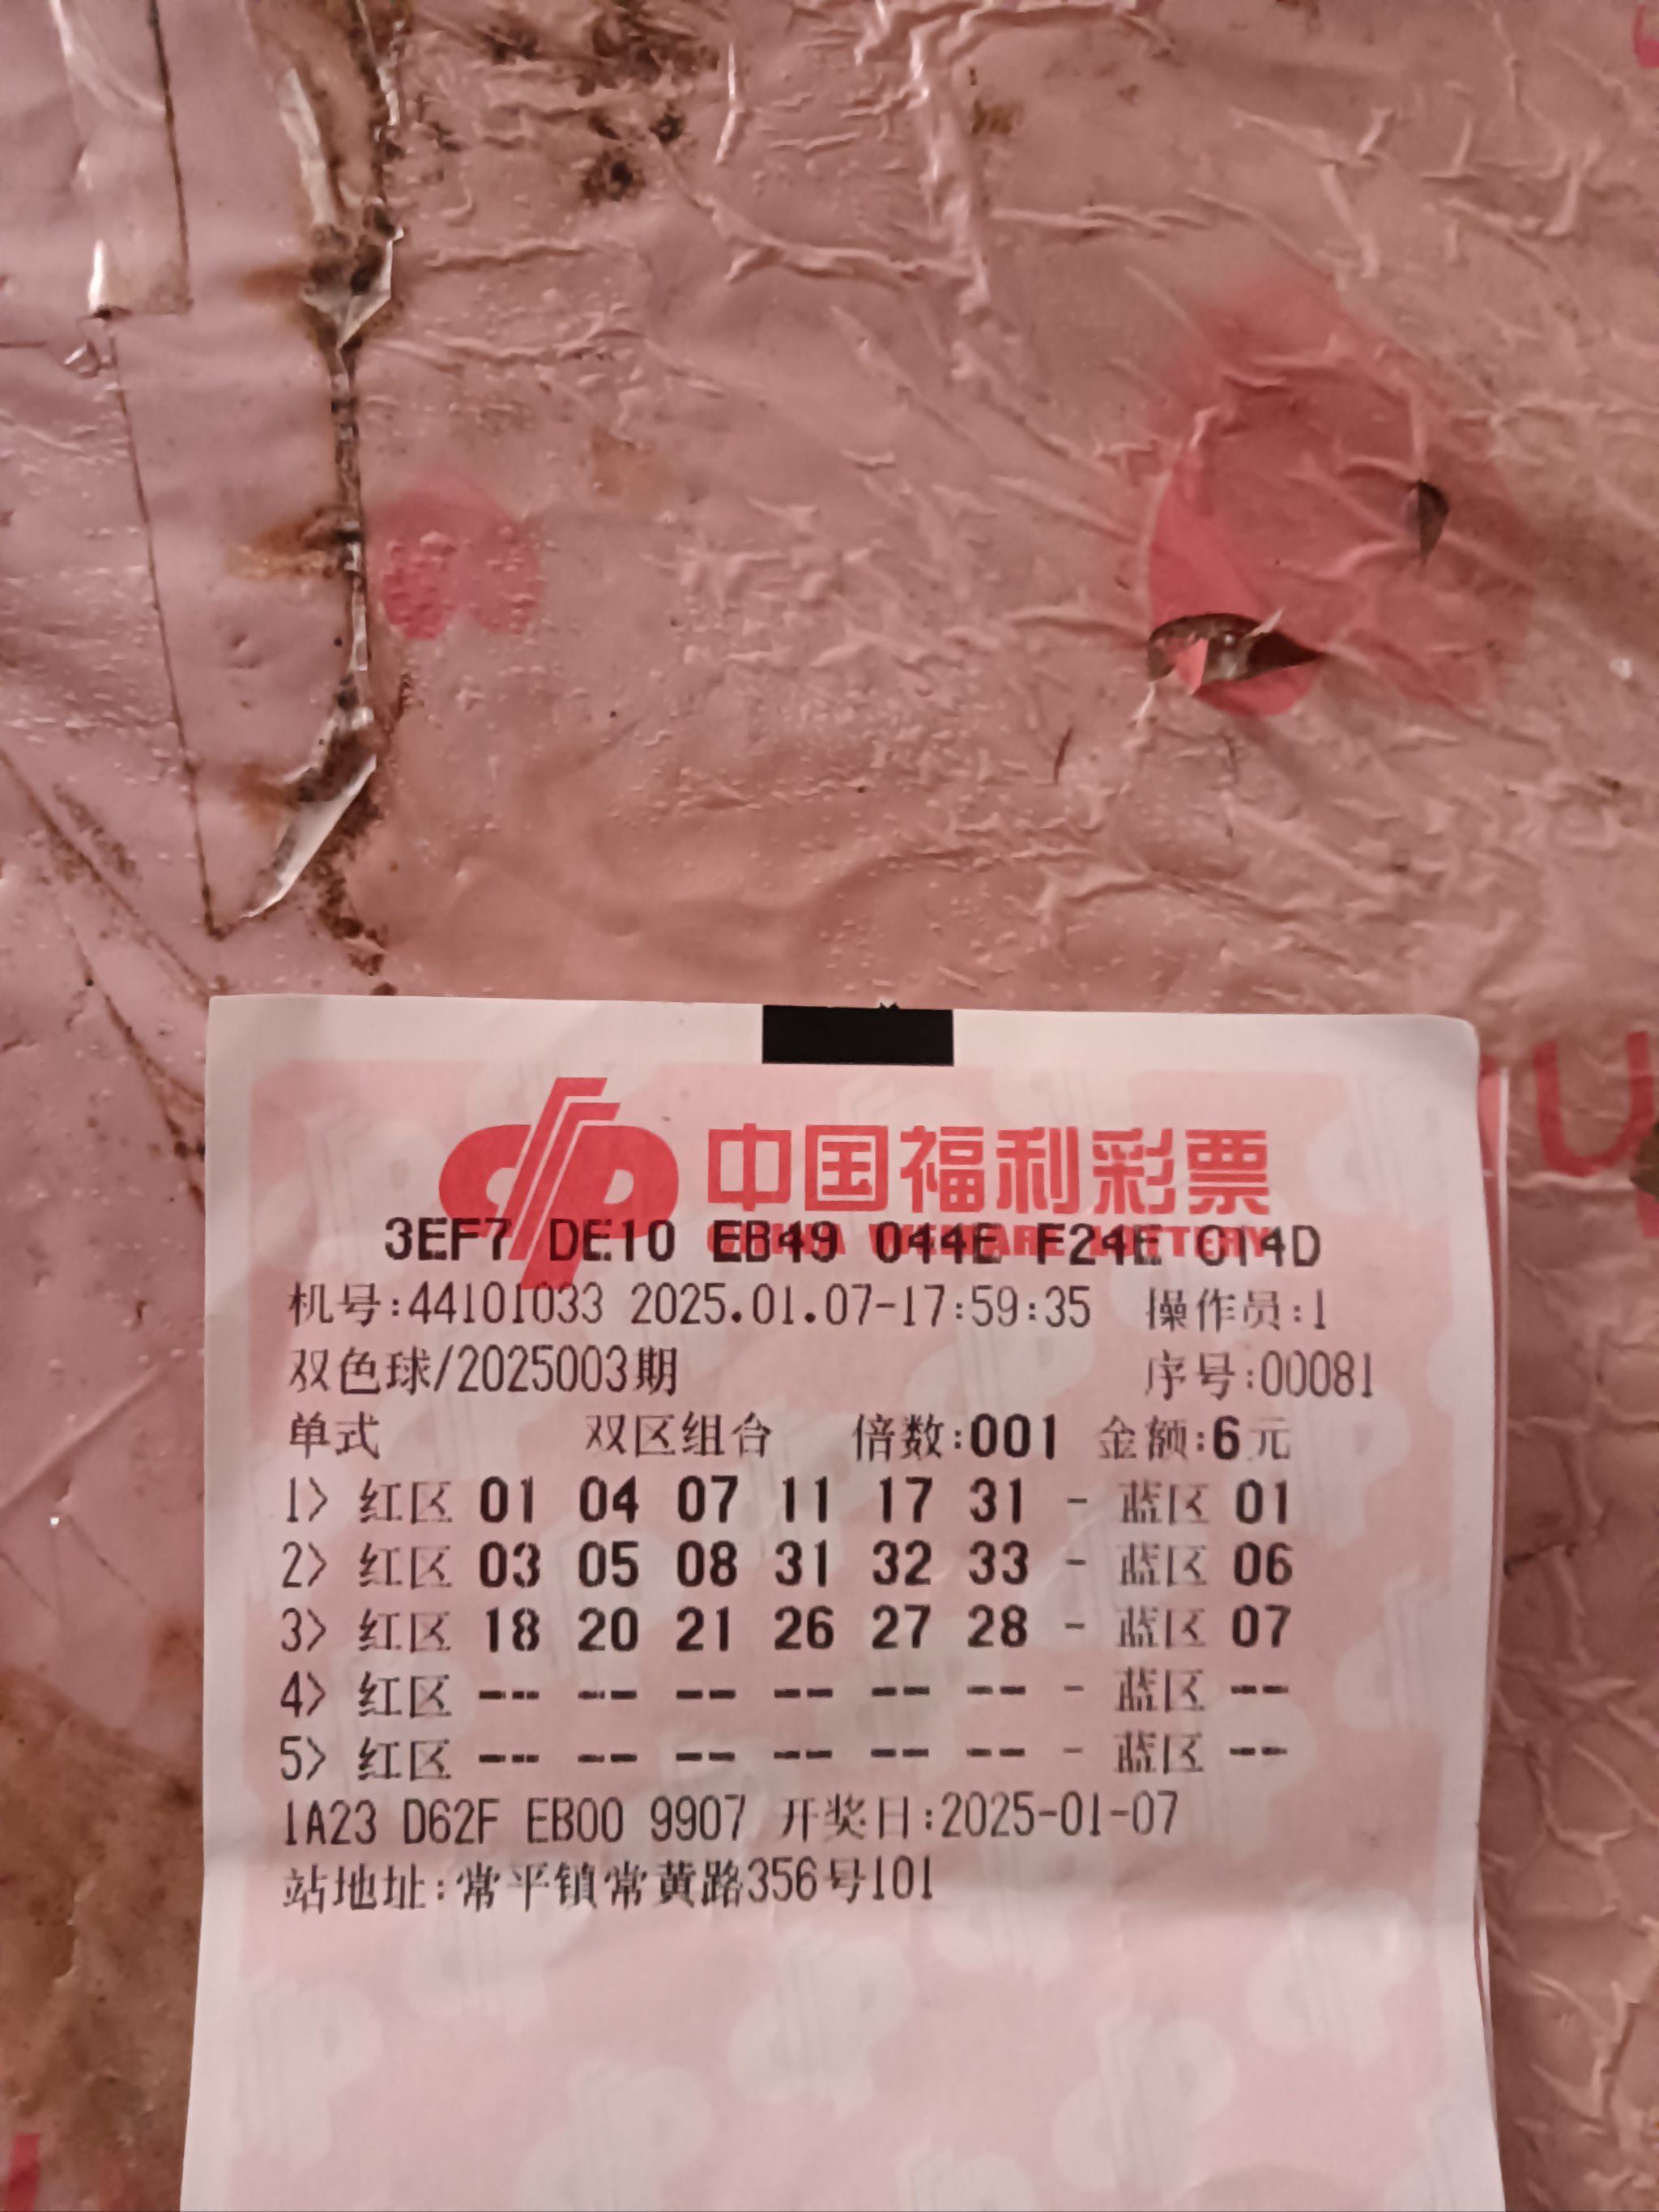 中国福利彩票
CHINA WELFARE LOTTERY
3EF7 DE10 EB49 044E F24E 014D
机号:44101033 2025.01.07-17:59:35 操作员:1
双色球/2025003期 序号:00081
单式 双区组合 倍数:001 金额:6元
1> 红区 01 04 07 11 17 31 - 蓝区 01
2> 红区 03 05 08 31 32 33 - 蓝区 06
3> 红区 18 20 21 26 27 28 - 蓝区 07
4> 红区 -- -- -- -- -- -- - 蓝区 --
5> 红区 -- -- -- -- -- -- - 蓝区 --
1A23 D62F EB00 9907 开奖日:2025-01-07
站地址:常平镇常黄路356号101